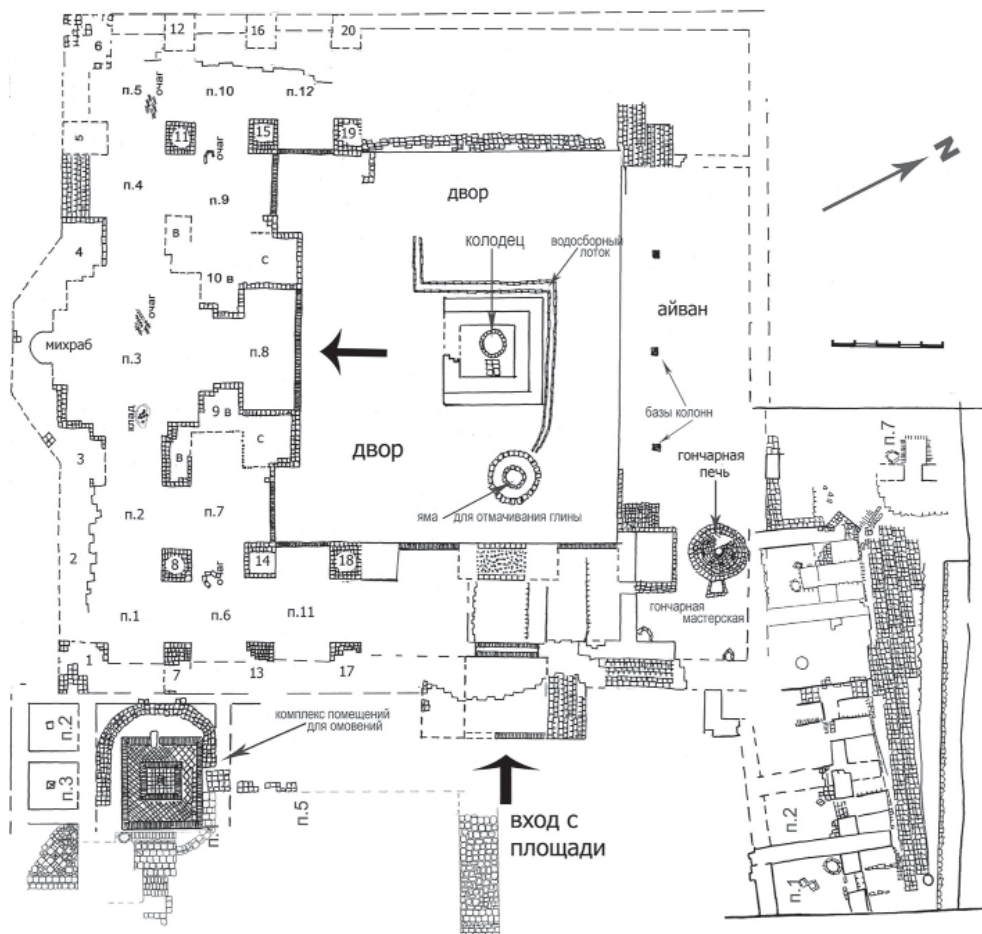 12
16
20
6
п.5
очаг
п.10
п.12
5
11
15
19
очаг
N
п.4
п.9
двор
4
в
с
колодец
водосборный
лоток
10 в
очаг
айван
михраб
п.3
п.8
клад
9 в
с
базы колонн
3
в
двор
гончарная
печь
п.7
п.2
п.7
яма для отмачивания глины
2
8
очаг
14
18
п.1
п.6
п.11
гончарная
мастерская
1
7
13
17
п.2
комплекс помещений
для омовений
п.3
п.5
п.
вход с
площади
п.2
п.1